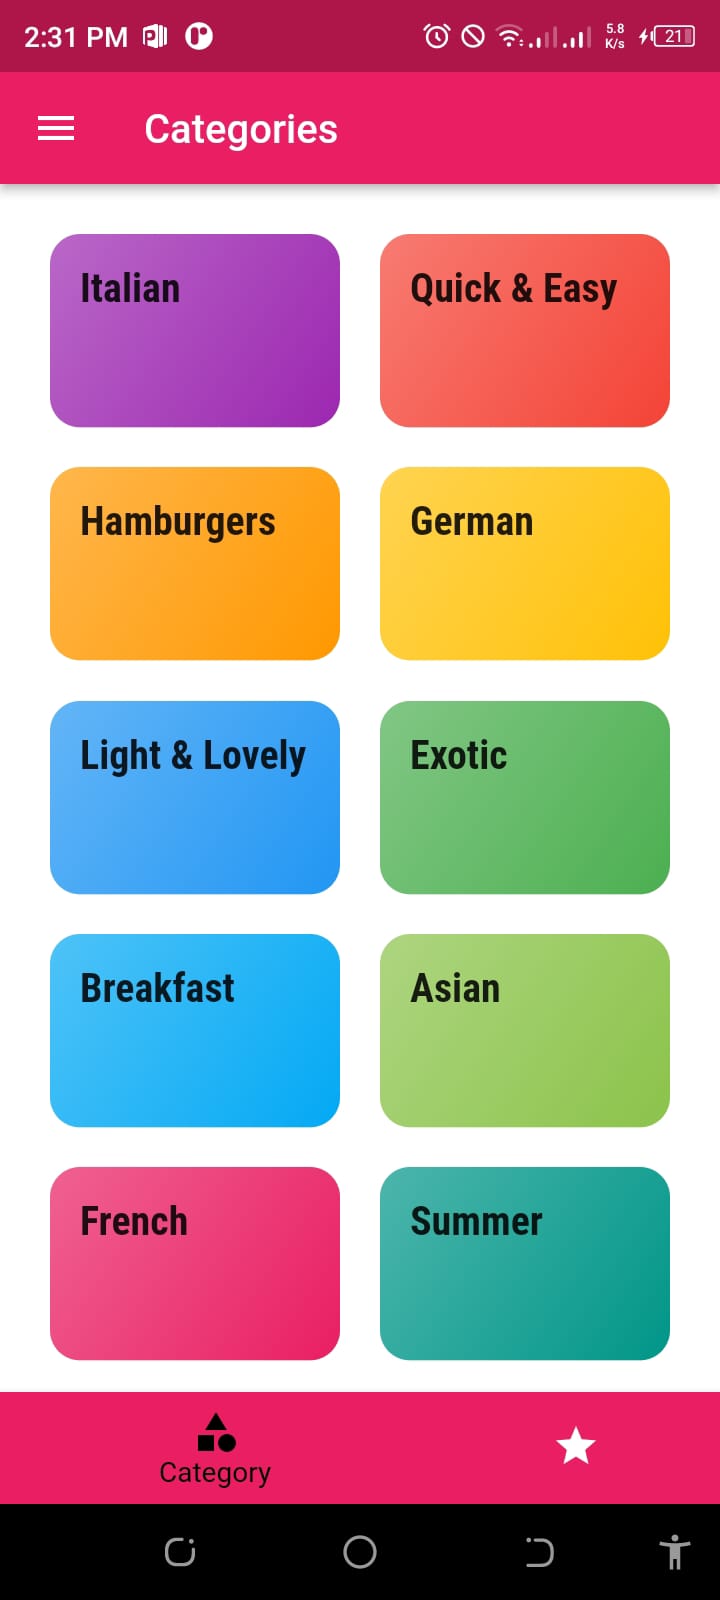 2:31 PM
5.8
K/s
21
Categories
Italian
Quick & Easy
Hamburgers
German
Light & Lovely
Exotic
Breakfast
Asian
French
Summer
Category